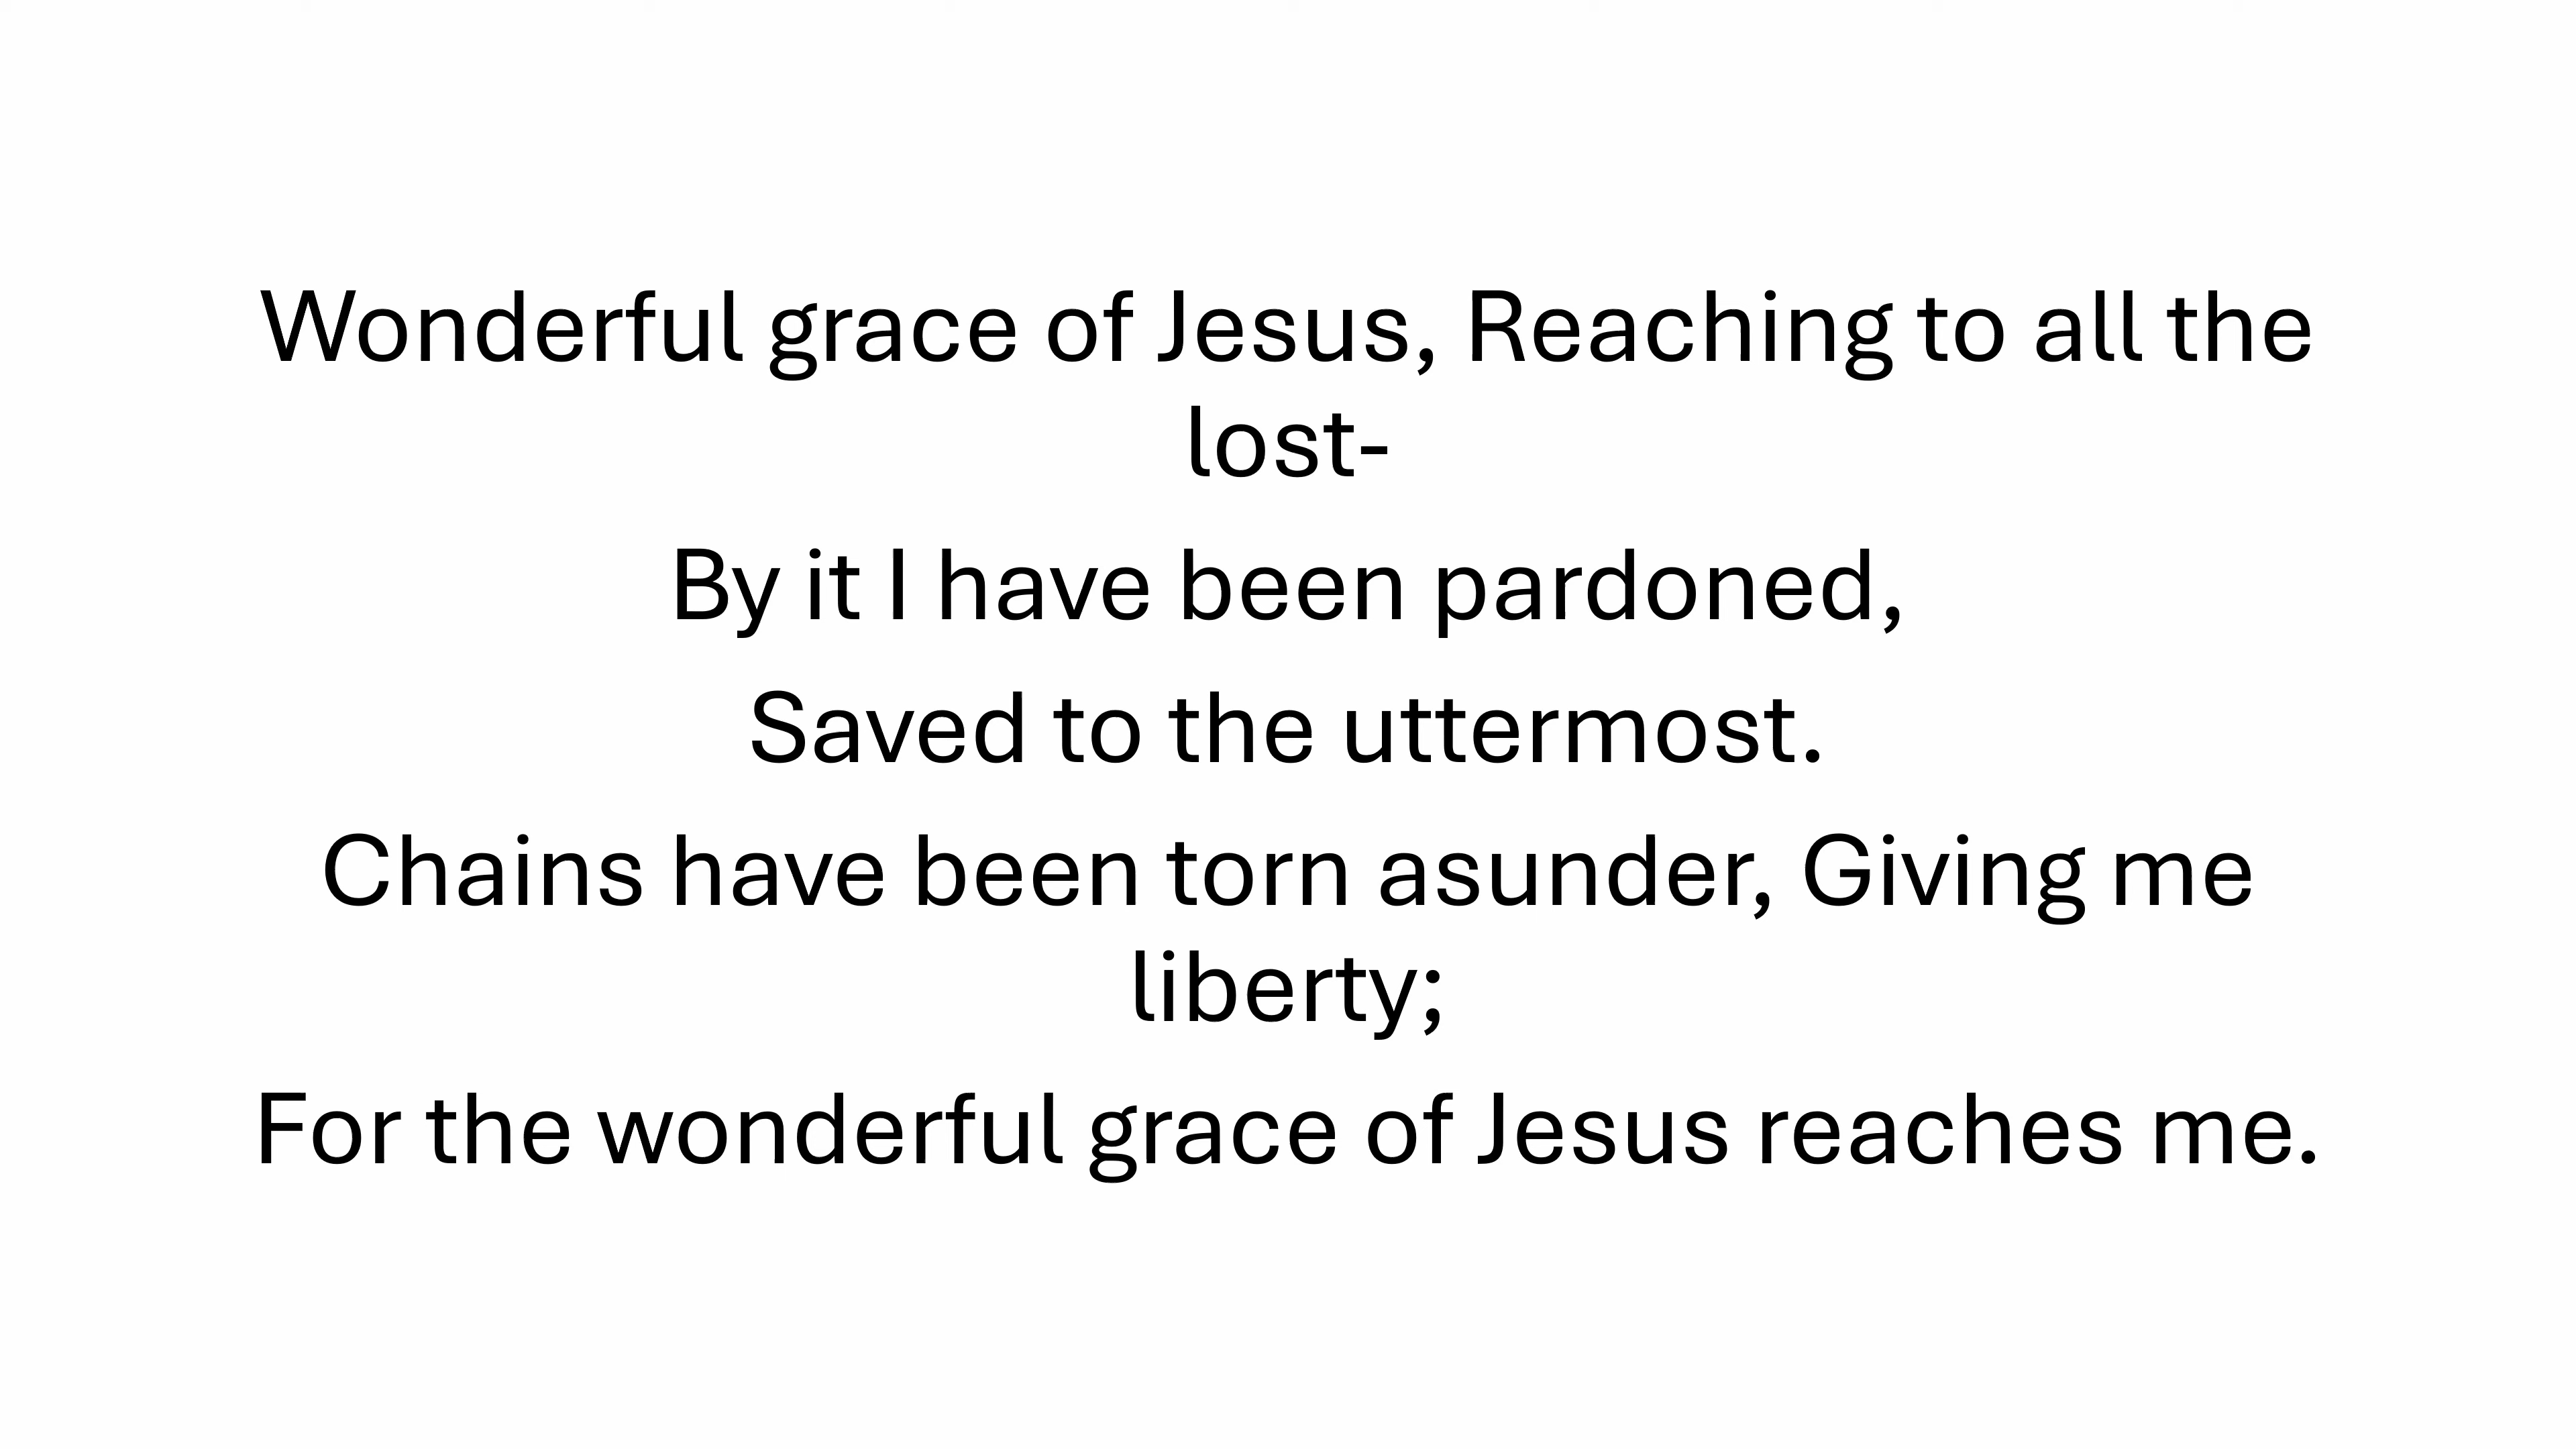 Wonderful grace of Jesus, Reaching to all the
lost-
By it I have been pardoned,
Saved to the uttermost.
Chains have been torn asunder, Giving me
liberty;
For the wonderful grace of Jesus reaches me.